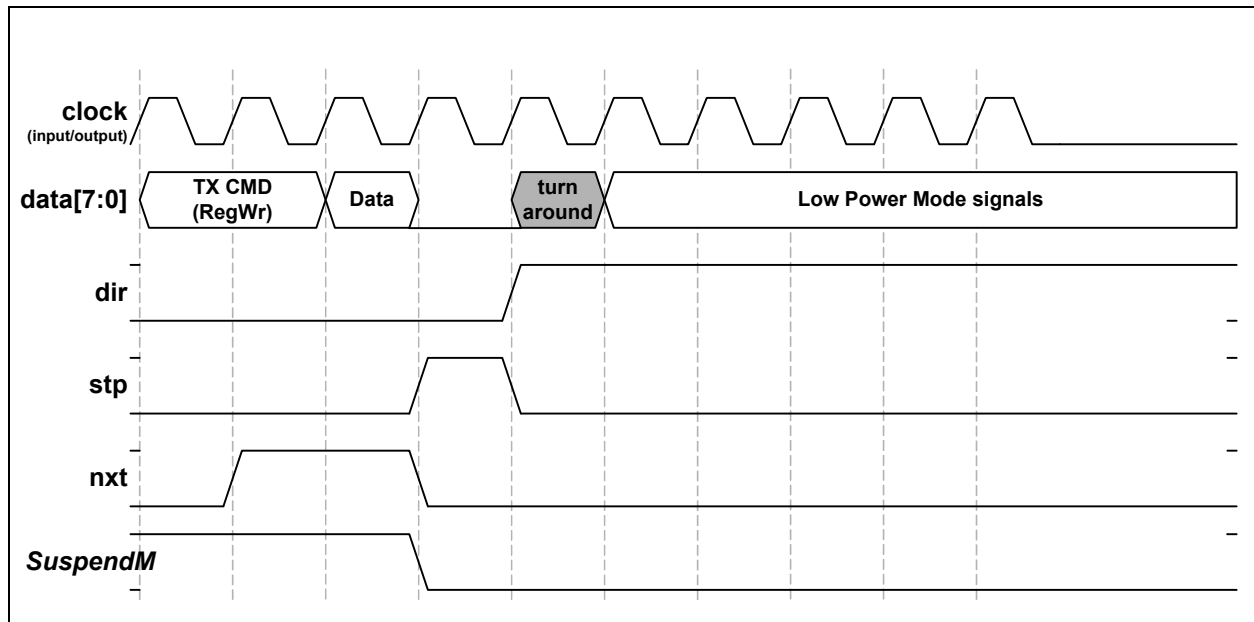 clock
(input/output)
data[7:0]
TX CMD
(RegWr)
Data
turn
around
Low Power Mode signals
dir
stp
nxt
SuspendM